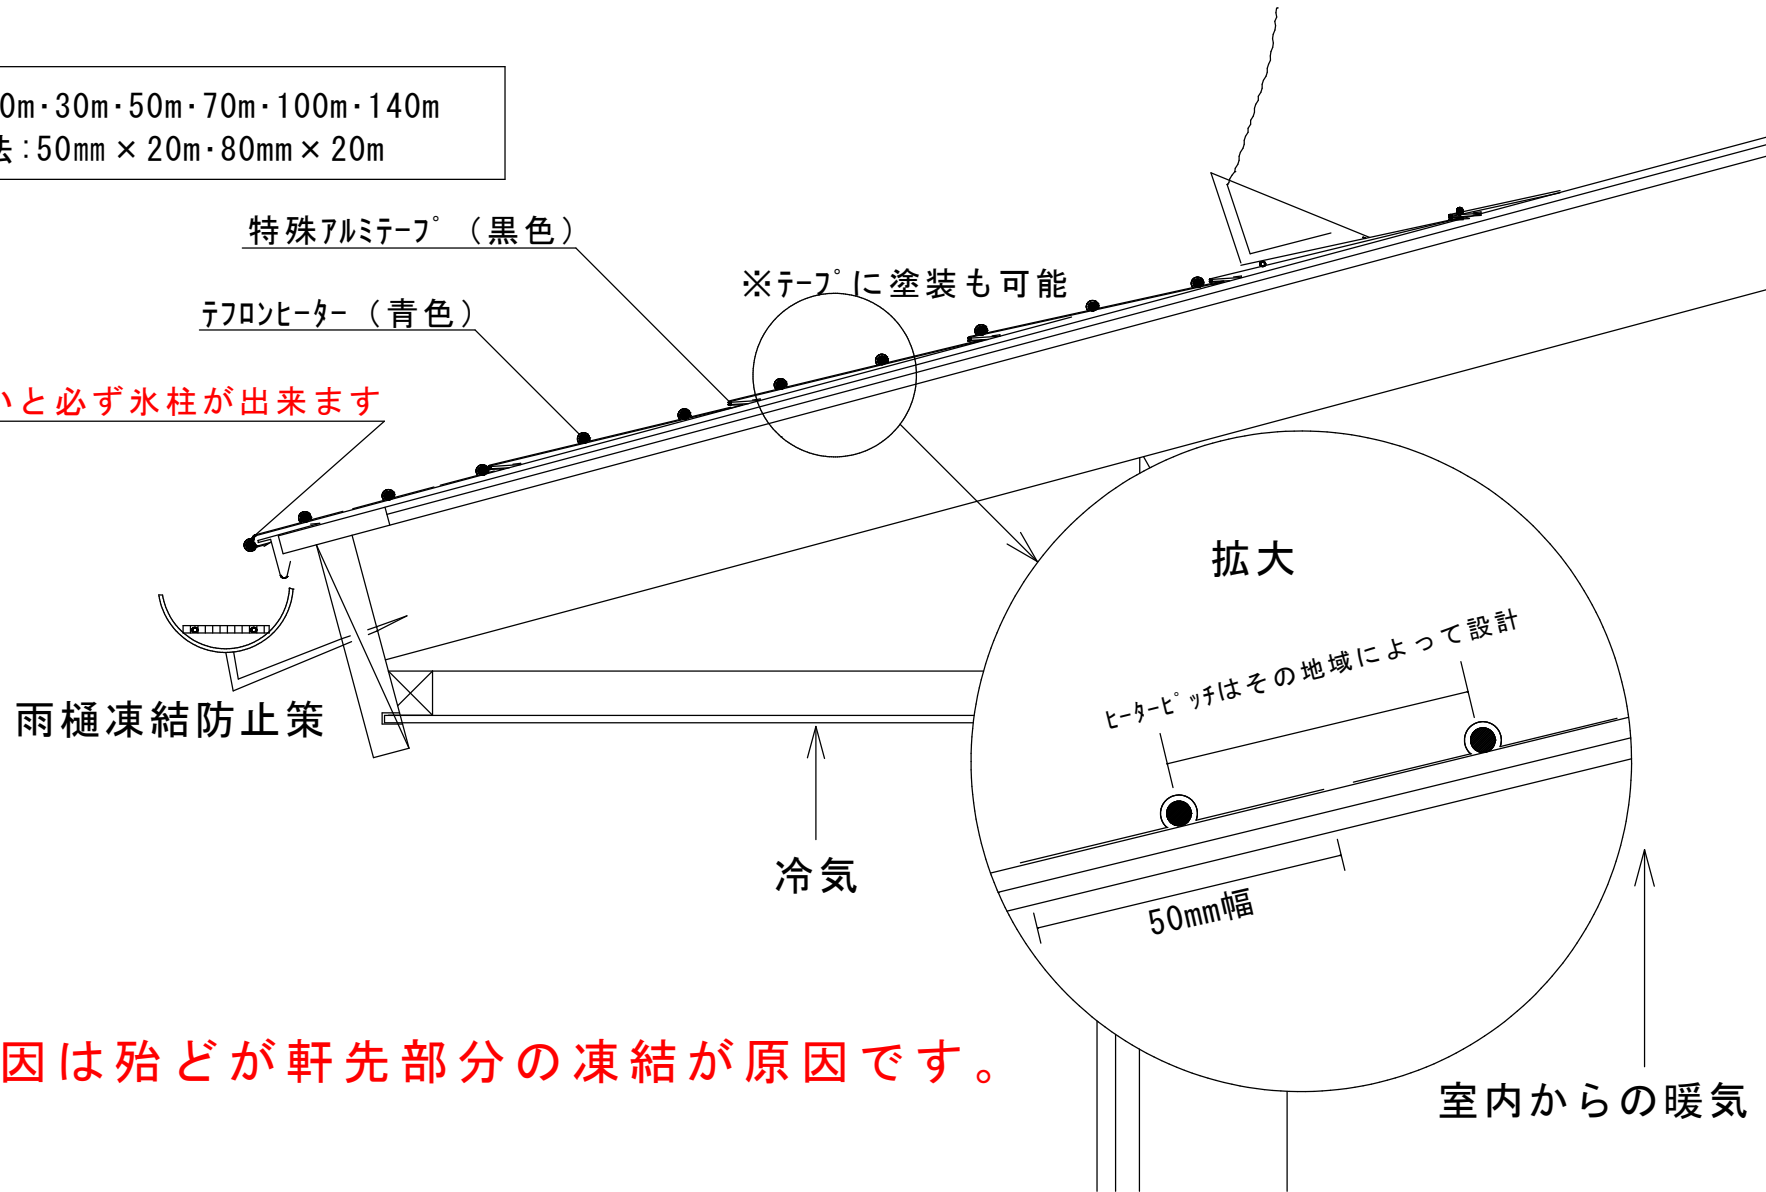 0m･30m･50m･70m･100m･140m
法:50mm×20m･80mm×20m
特殊ｱﾙﾐﾃｰﾌﾟ（黒色）
※ﾃｰﾌﾟに塗装も可能
ﾃﾌﾛﾝﾋｰﾀｰ（青色）
いと必ず氷柱が出来ます
拡大
ﾋｰﾀｰﾋﾟｯﾁはその地域によって設計
雨樋凍結防止策
冷気
50mm幅
因は殆どが軒先部分の凍結が原因です。
室内からの暖気